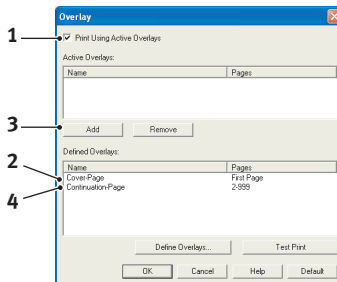 Overlay
1
Print Using Active Overlays
Active Overlays:
Name Pages
3
Add Remove
Defined Overlays:
Name Pages
2
Cover-Page First Page
4
Continuation-Page 2-999
Define Overlays... Test Print
OK Cancel Help Default